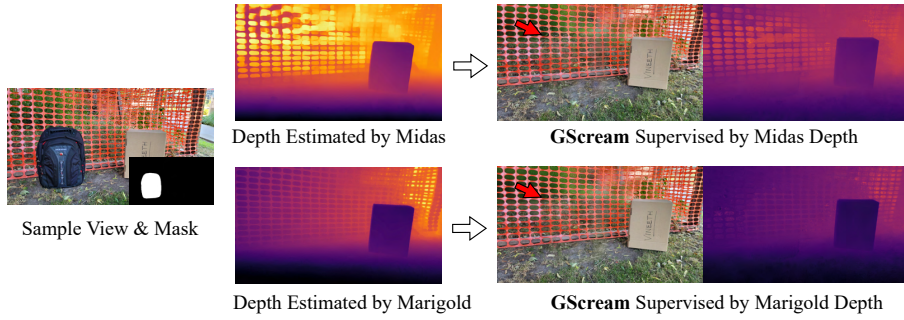 Depth Estimated by Midas
GScream Supervised by Midas Depth
Sample View & Mask
Depth Estimated by Marigold
GScream Supervised by Marigold Depth